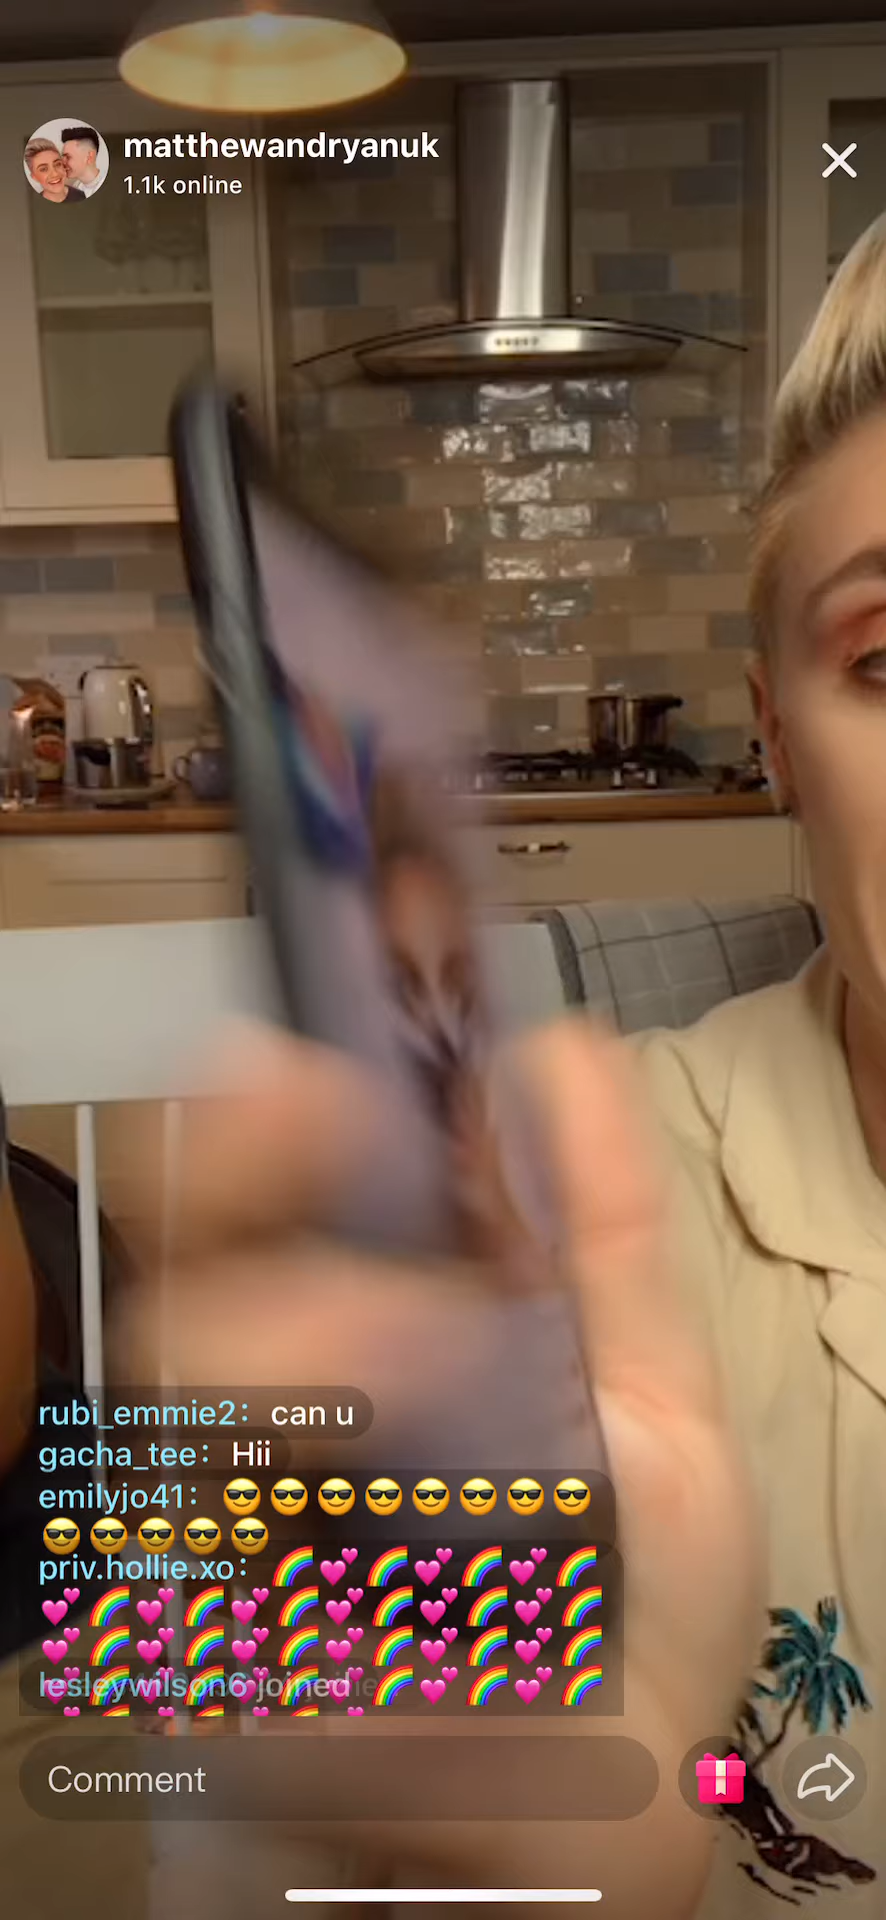 matthewandryanuk
1.1k online
rubi_emmie2: can u
gacha_tee: Hii
emilyjo41: 😎😎😎😎😎😎😎😎
😎😎😎😎😎
priv.hollie.xo: 🌈💕🌈💕🌈💕🌈
💕🌈💕🌈💕🌈💕🌈💕🌈💕🌈
💕🌈💕🌈💕🌈💕🌈💕🌈💕🌈
lesleywilson6 joined
Comment